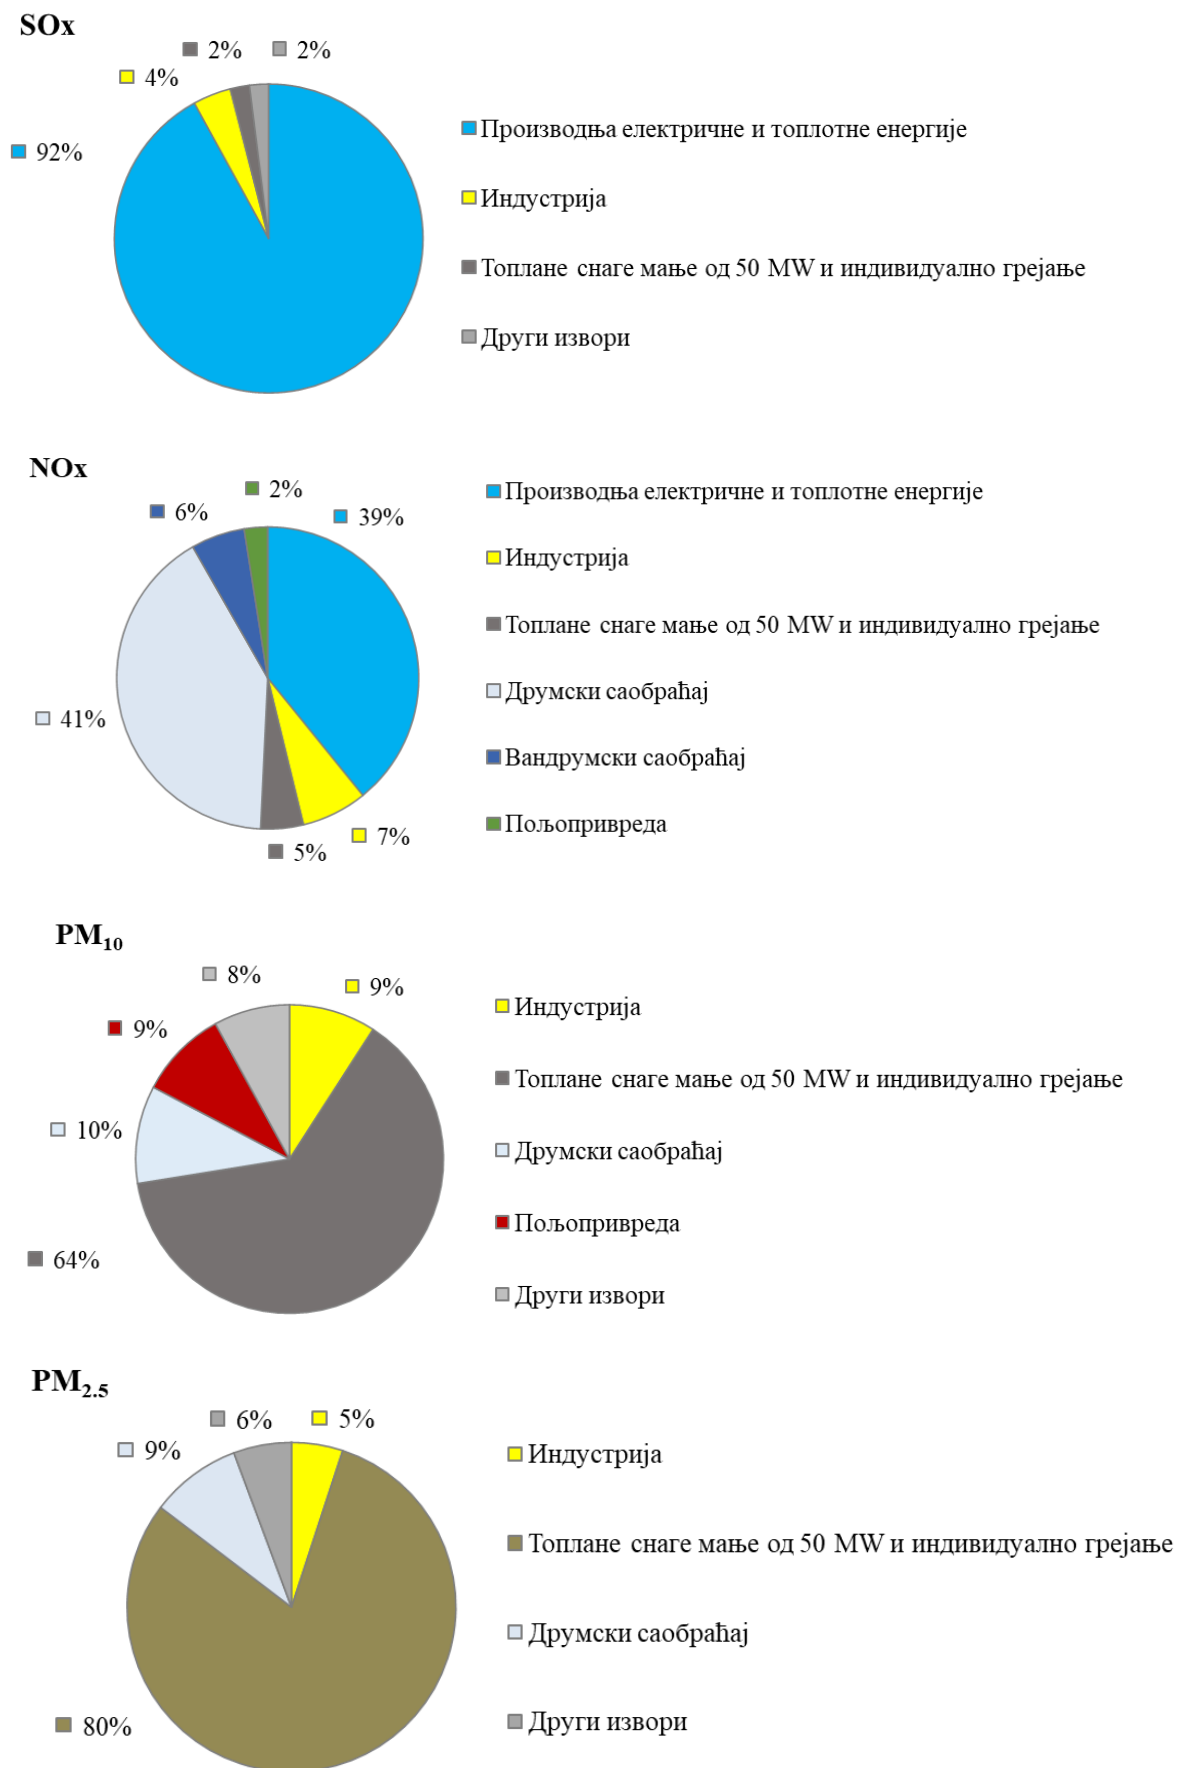 SOx
2%
2%
4%
92%
Производња електричне и топлотне енергије
Индустрија
Топлане снаге мање од 50 MW и индивидуално грејање
Други извори
NOx
2%
6%
39%
41%
5%
7%
Производња електричне и топлотне енергије
Индустрија
Топлане снаге мање од 50 MW и индивидуално грејање
Друмски саобраћај
Вандрумски саобраћај
Пољопривреда
PM₁₀
8%
9%
9%
10%
64%
Индустрија
Топлане снаге мање од 50 MW и индивидуално грејање
Друмски саобраћај
Пољопривреда
Други извори
PM₂.₅
6%
5%
9%
80%
Индустрија
Топлане снаге мање од 50 MW и индивидуално грејање
Друмски саобраћај
Други извори